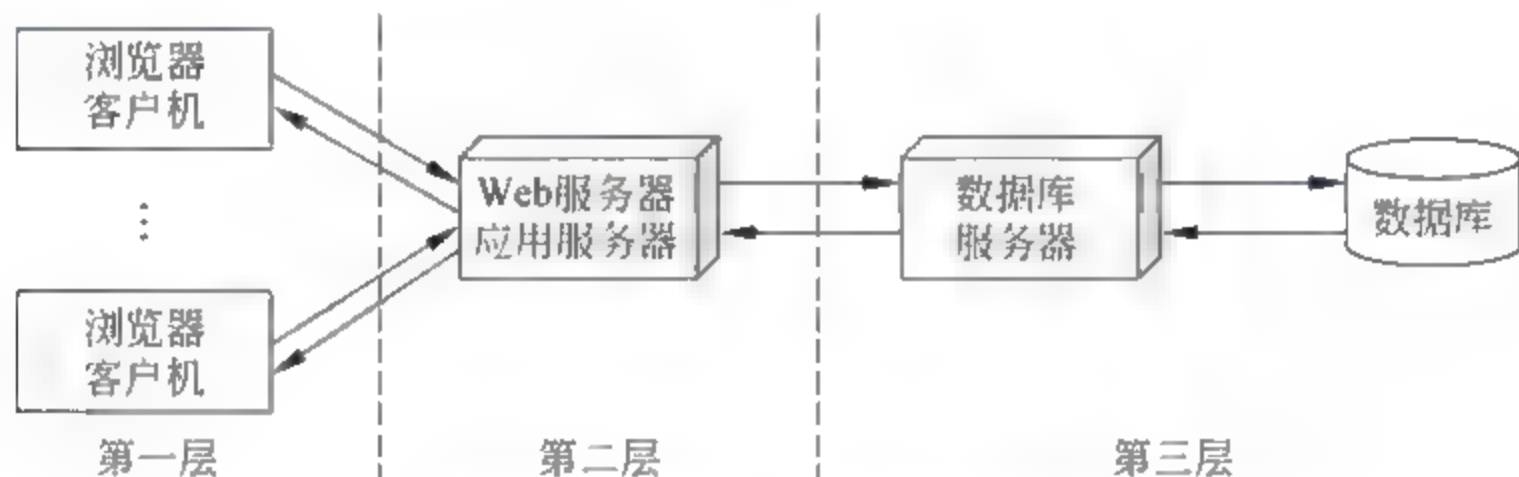 浏览器
客户机
⋮
浏览器
客户机
Web服务器
应用服务器
数据库
服务器
数据库
第一层
第二层
第三层